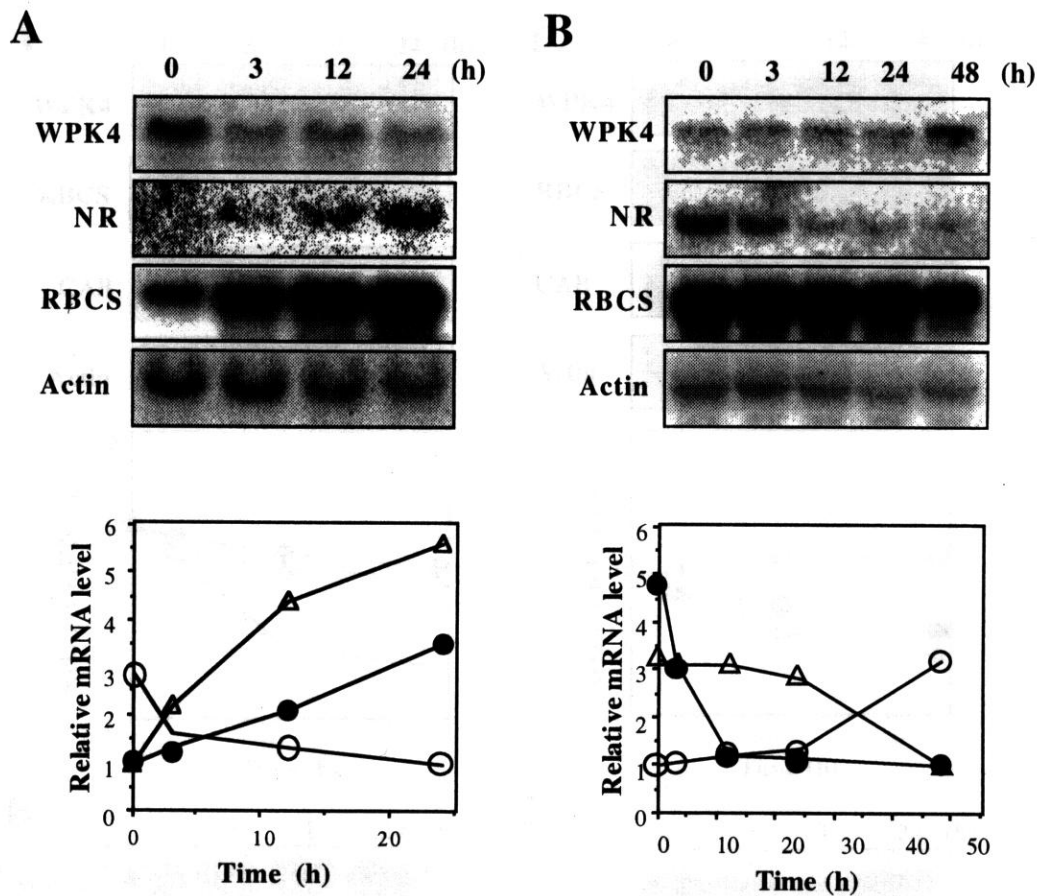 A
0 3 12 24 (h)
WPK4
NR
RBCS
Actin
6
5
3
2
1
0
Relative mRNA level
0 10 20
Time (h)
B
0 3 12 24 48 (h)
WPK4
NR
RBCS
Actin
6
5
3
2
1
0
Relative mRNA level
0 10 20 30 40 50
Time (h)